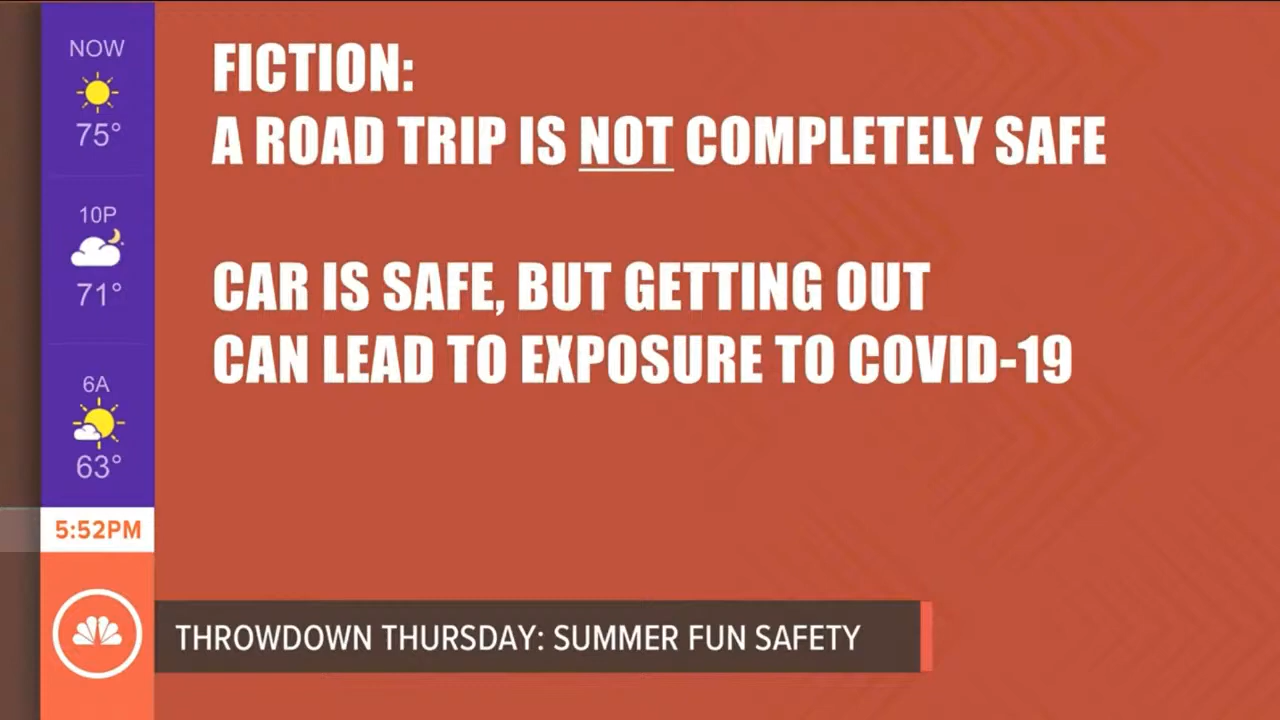 NOW
75°
10P
71°
6A
63°
5:52PM
FICTION:
A ROAD TRIP IS NOT COMPLETELY SAFE
CAR IS SAFE, BUT GETTING OUT
CAN LEAD TO EXPOSURE TO COVID-19
THROWDOWN THURSDAY: SUMMER FUN SAFETY